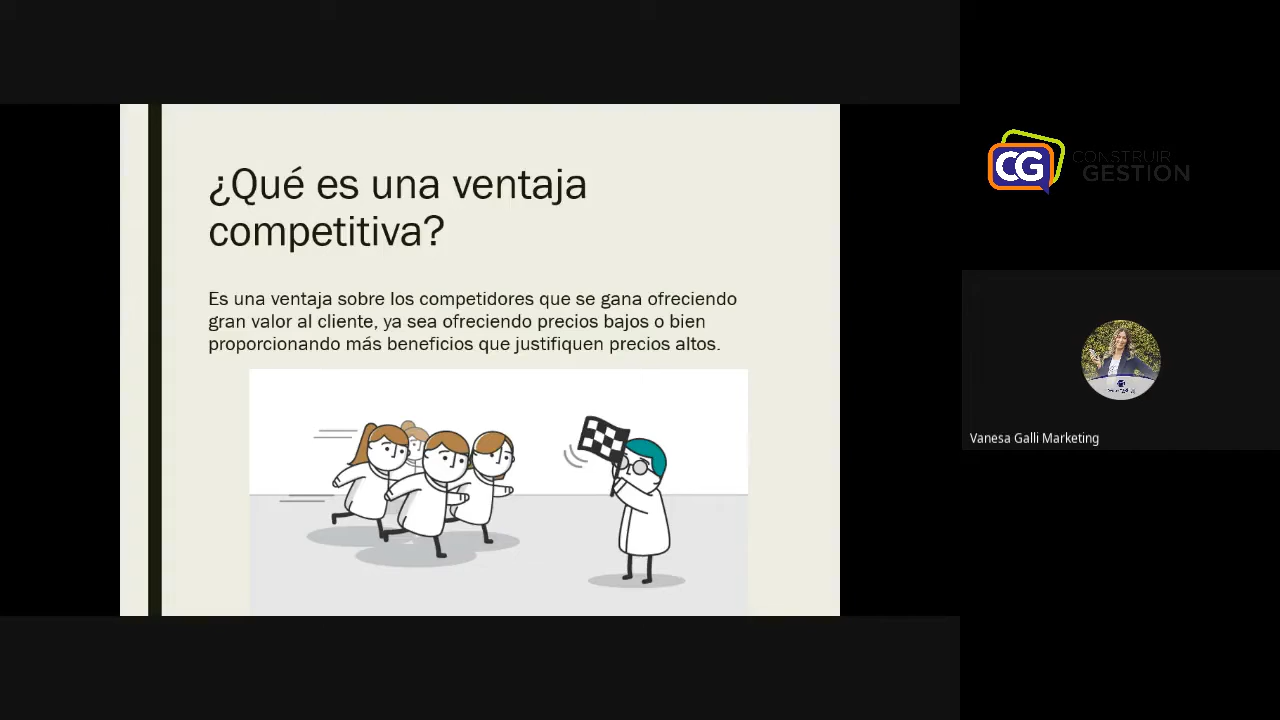 ¿Qué es una ventaja
competitiva?
Es una ventaja sobre los competidores que se gana ofreciendo
gran valor al cliente, ya sea ofreciendo precios bajos o bien
proporcionando más beneficios que justifiquen precios altos.
CG
CONSTRUIR
GESTION
Vanesa Galli Marketing